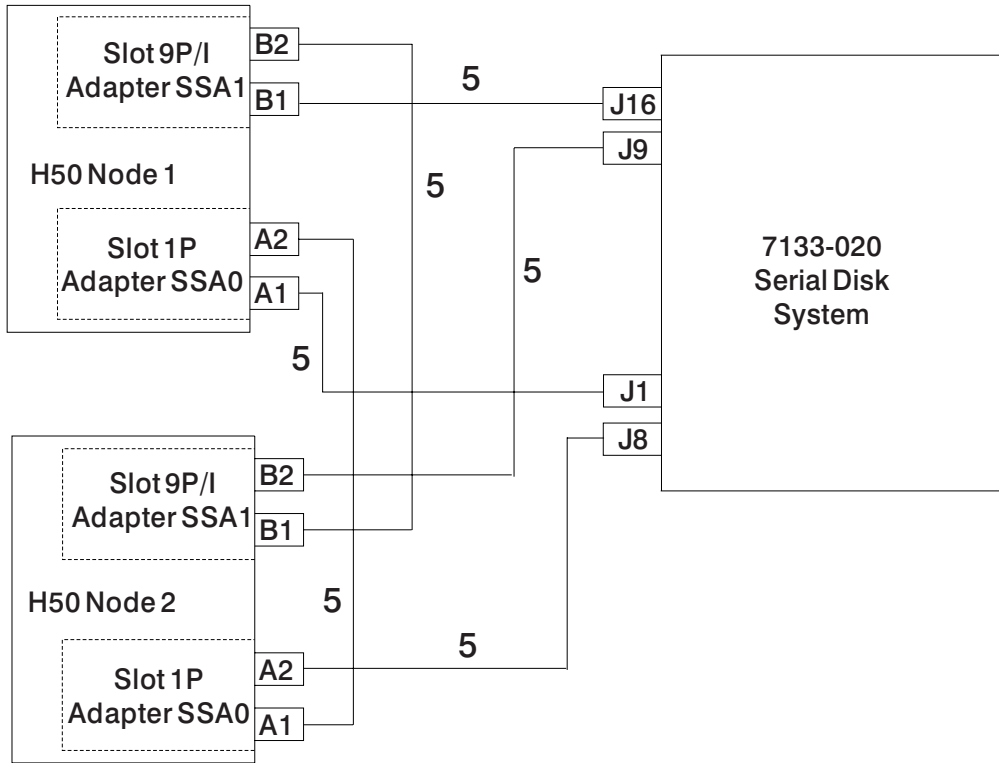 Slot 9P/I
Adapter SSA1
B2
B1
H50 Node 1
Slot 1P
Adapter SSA0
A2
A1
5
5
5
5
J16
J9
J1
J8
7133-020
Serial Disk
System
Slot 9P/I
Adapter SSA1
B2
B1
H50 Node 2
Slot 1P
Adapter SSA0
A2
A1
5
5